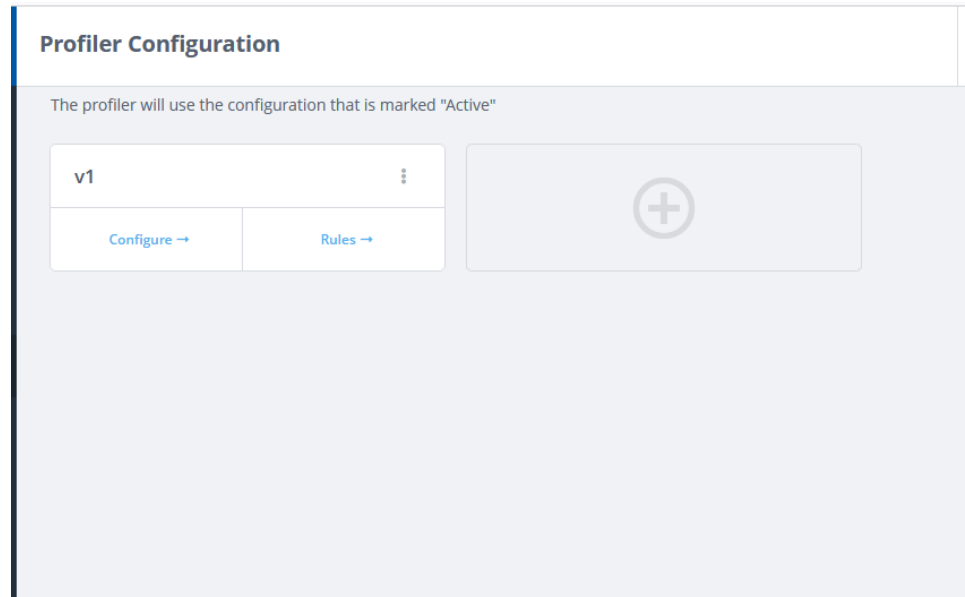 Profiler Configuration
The profiler will use the configuration that is marked "Active"
v1
Configure →
Rules →